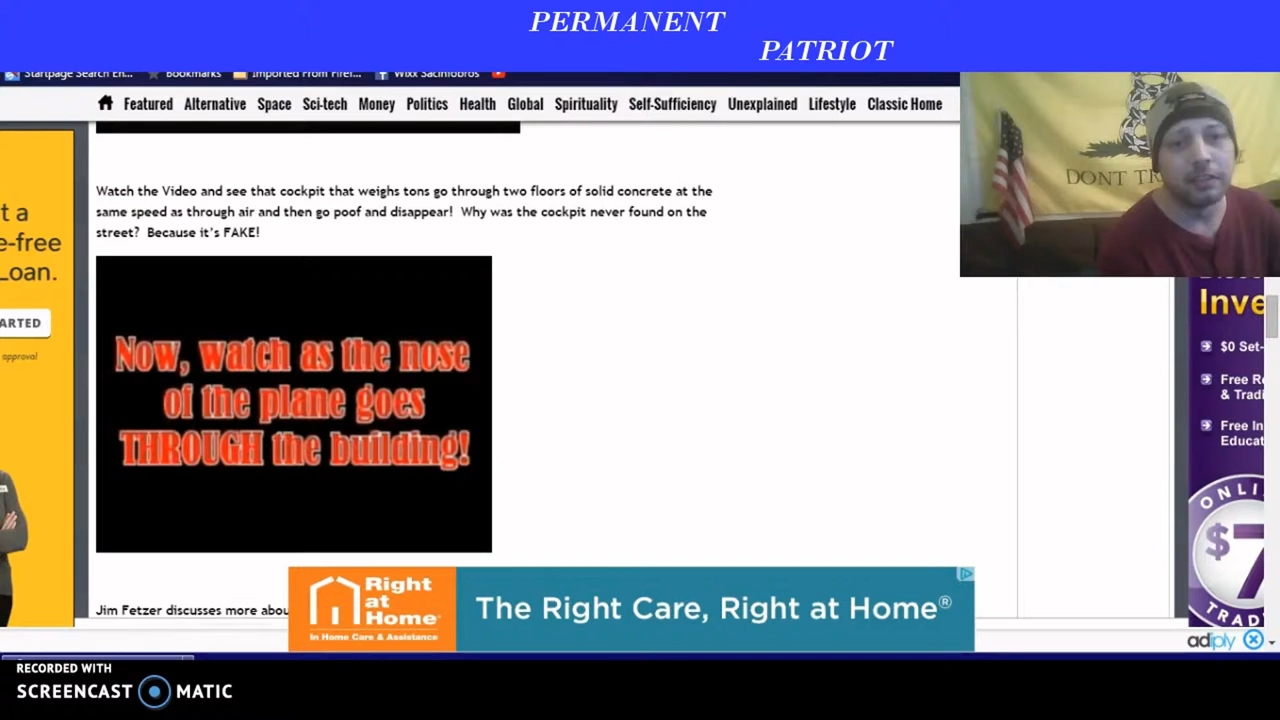 PERMANENT
PATRIOT
Startpage Search En...
Bookmarks
Imported From Firef...
Wixx Sacinfobros
Featured Alternative Space Sci-tech Money Politics Health Global Spirituality Self-Sufficiency Unexplained Lifestyle Classic Home
DONT TR
Watch the Video and see that cockpit that weighs tons go through two floors of solid concrete at the
same speed as through air and then go poof and disappear! Why was the cockpit never found on the
street? Because it's FAKE!
t a
e-free
Loan.
ARTED
approval
Now, watch as the nose
of the plane goes
THROUGH the building!
Inve
$0 Set-
Free Re
& Tradi
Free In
Educat
ONLI
$7
TRAD
Jim Fetzer discusses more abou
Right
at
Home®
In Home Care & Assistance
The Right Care, Right at Home®
adiply
RECORDED WITH
SCREENCAST MATIC